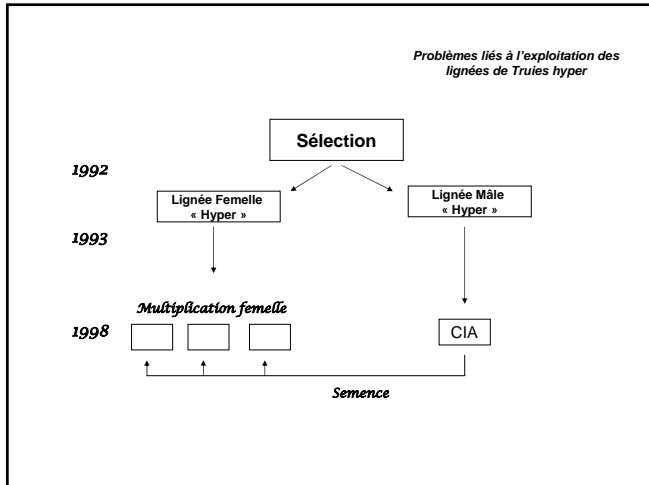 Problèmes liés à l'exploitation des
lignées de Truies hyper
Sélection
1992
Lignée Femelle
« Hyper »
Lignée Mâle
« Hyper »
1993
Multiplication femelle
1998
CIA
Semence